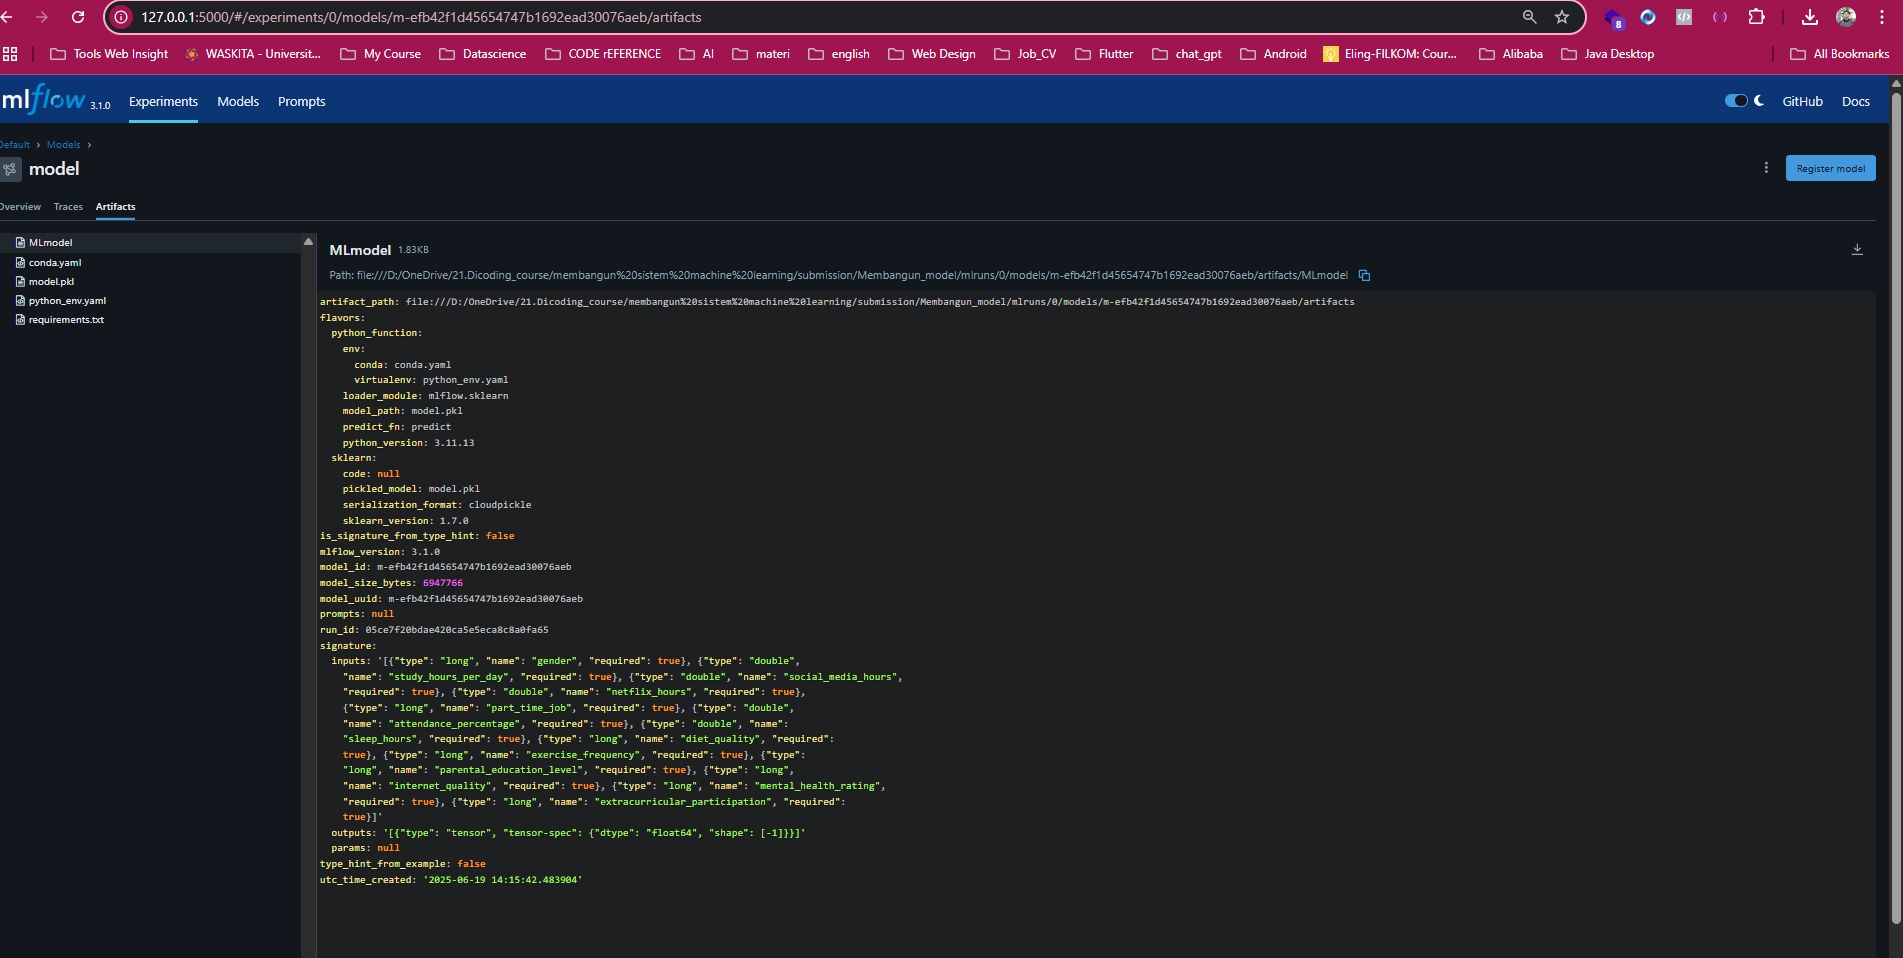 127.0.0.1:5000/#/experiments/0/models/m-efb42f1d45654747b1692ead30076aeb/artifacts
8
Tools Web Insight
WASKITA - Universit...
My Course
Datascience
CODE rEFERENCE
AI
materi
english
Web Design
Job_CV
Flutter
chat_gpt
Android
Eling-FILKOM: Cour...
Alibaba
Java Desktop
All Bookmarks
mlflow 3.1.0
Experiments
Models
Prompts
GitHub
Docs
Default > Models >
model
Register model
Overview
Traces
Artifacts
MLmodel
conda.yaml
model.pkl
python_env.yaml
requirements.txt
MLmodel 1.83KB
Path: file:///D:/OneDrive/21.Dicoding_course/membangun%20sistem%20machine%20learning/submission/Membangun_model/mlruns/0/models/m-efb42f1d45654747b1692ead30076aeb/artifacts/MLmodel
artifact_path: file:///D:/OneDrive/21.Dicoding_course/membangun%20sistem%20machine%20learning/submission/Membangun_model/mlruns/0/models/m-efb42f1d45654747b1692ead30076aeb/artifacts
flavors:
python_function:
env:
conda: conda.yaml
virtualenv: python_env.yaml
loader_module: mlflow.sklearn
model_path: model.pkl
predict_fn: predict
python_version: 3.11.13
sklearn:
code: null
pickled_model: model.pkl
serialization_format: cloudpickle
sklearn_version: 1.7.0
is_signature_from_type_hint: false
mlflow_version: 3.1.0
model_id: m-efb42f1d45654747b1692ead30076aeb
model_size_bytes: 6947766
model_uuid: m-efb42f1d45654747b1692ead30076aeb
prompts: null
run_id: 05ce7f20bdae420ca5e5eca8c8a0fa65
signature:
inputs: '[{"type": "long", "name": "gender", "required": true}, {"type": "double",
"name": "study_hours_per_day", "required": true}, {"type": "double", "name": "social_media_hours",
"required": true}, {"type": "double", "name": "netflix_hours", "required": true},
{"type": "long", "name": "part_time_job", "required": true}, {"type": "double",
"name": "attendance_percentage", "required": true}, {"type": "double", "name":
"sleep_hours", "required": true}, {"type": "long", "name": "diet_quality", "required":
true}, {"type": "long", "name": "exercise_frequency", "required": true}, {"type":
"long", "name": "parental_education_level", "required": true}, {"type": "long",
"name": "internet_quality", "required": true}, {"type": "long", "name": "mental_health_rating",
"required": true}, {"type": "long", "name": "extracurricular_participation", "required":
true}]'
outputs: '[{"type": "tensor", "tensor-spec": {"dtype": "float64", "shape": [-1]}}]'
params: null
type_hint_from_example: false
utc_time_created: '2025-06-19 14:15:42.483904'